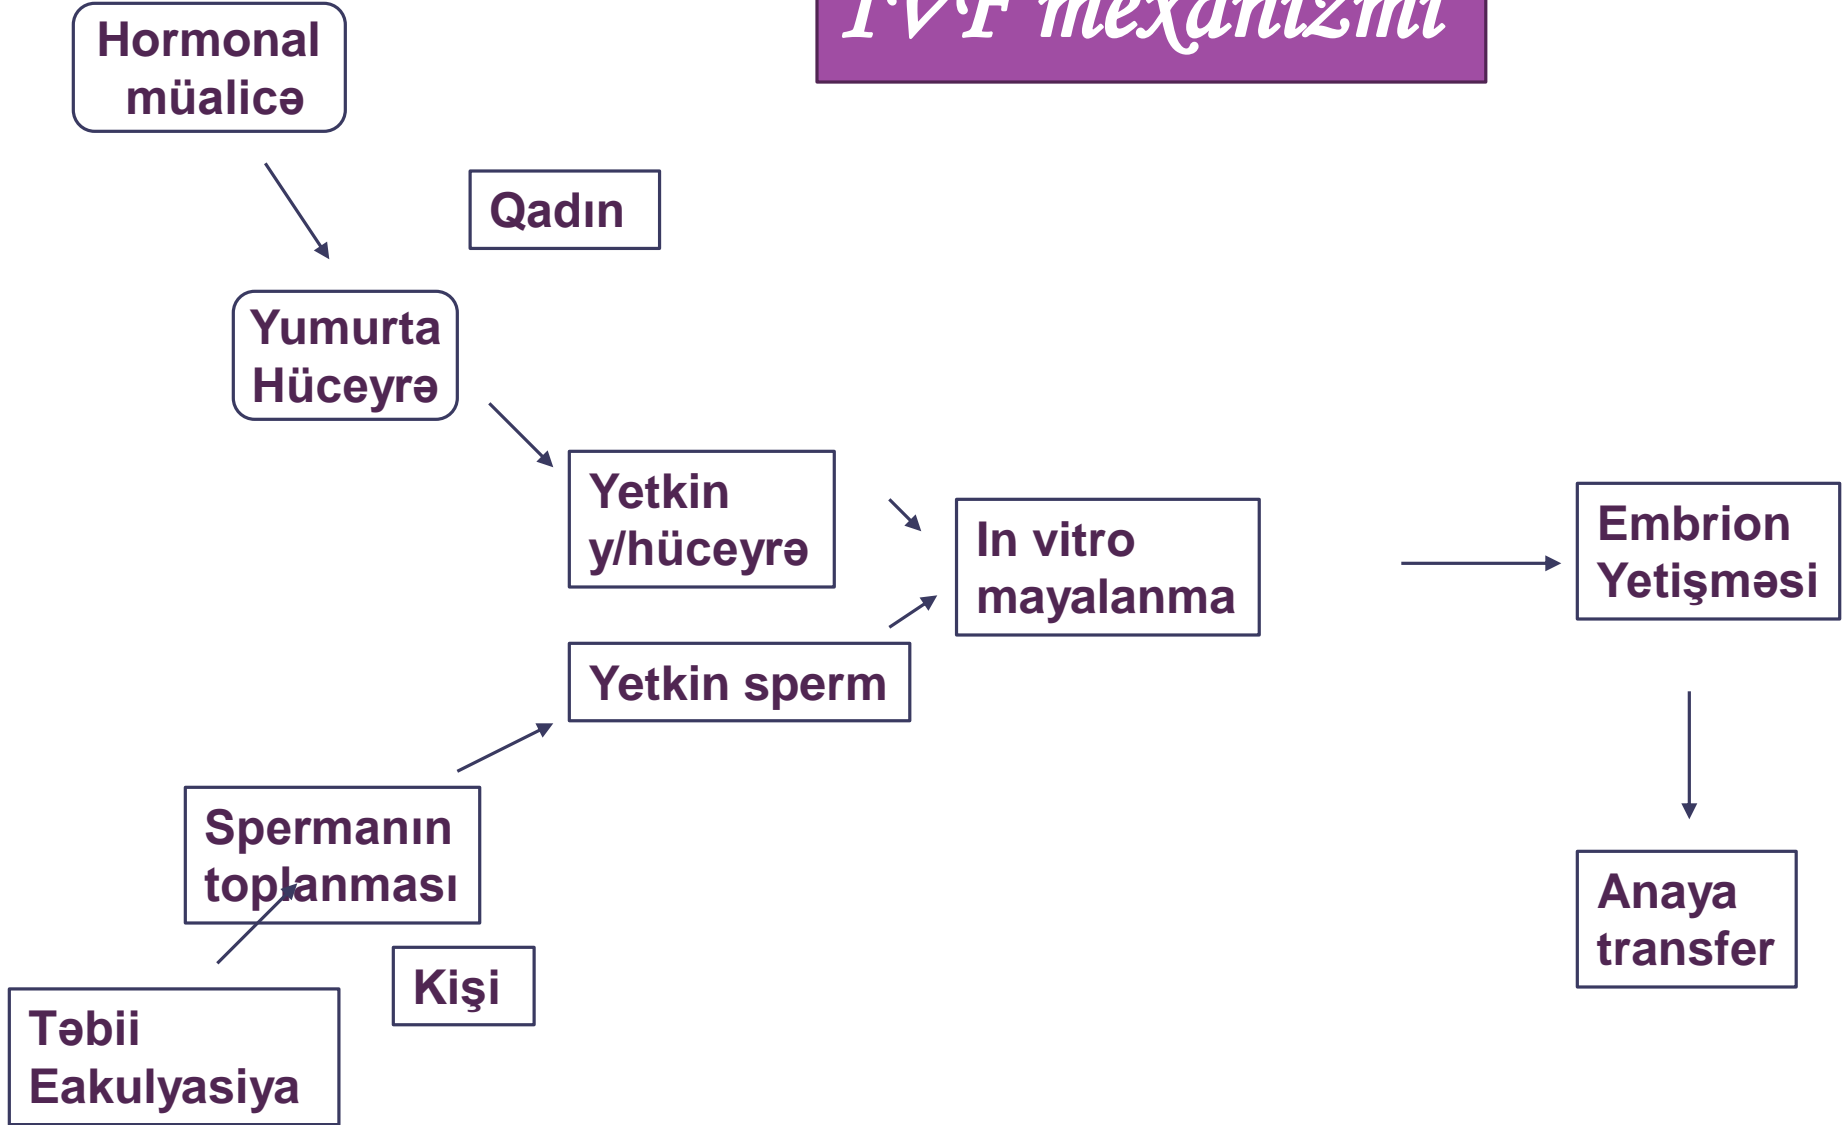 IVF mexanizmi
Hormonal
müalicə
Qadın
Yumurta
Hüceyrə
Yetkin
y/hüceyrə
In vitro
mayalanma
Embrion
Yetişməsi
Yetkin sperm
Spermanın
toplanması
Anaya
transfer
Kişi
Təbii
Eakulyasiya